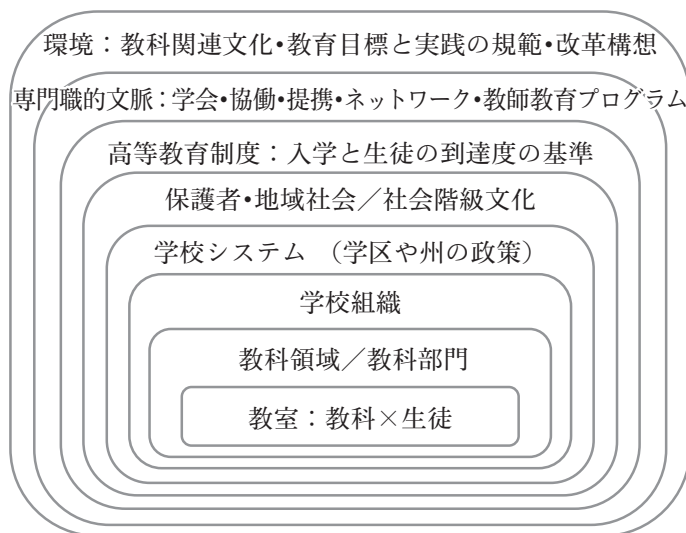 環境：教科関連文化・教育目標と実践の規範・改革構想
専門職的文脈：学会・協働・提携・ネットワーク・教師教育プログラム
高等教育制度：入学と生徒の到達度の基準
保護者・地域社会／社会階級文化
学校システム　（学区や州の政策）
学校組織
教科領域／教科部門
教室：教科×生徒